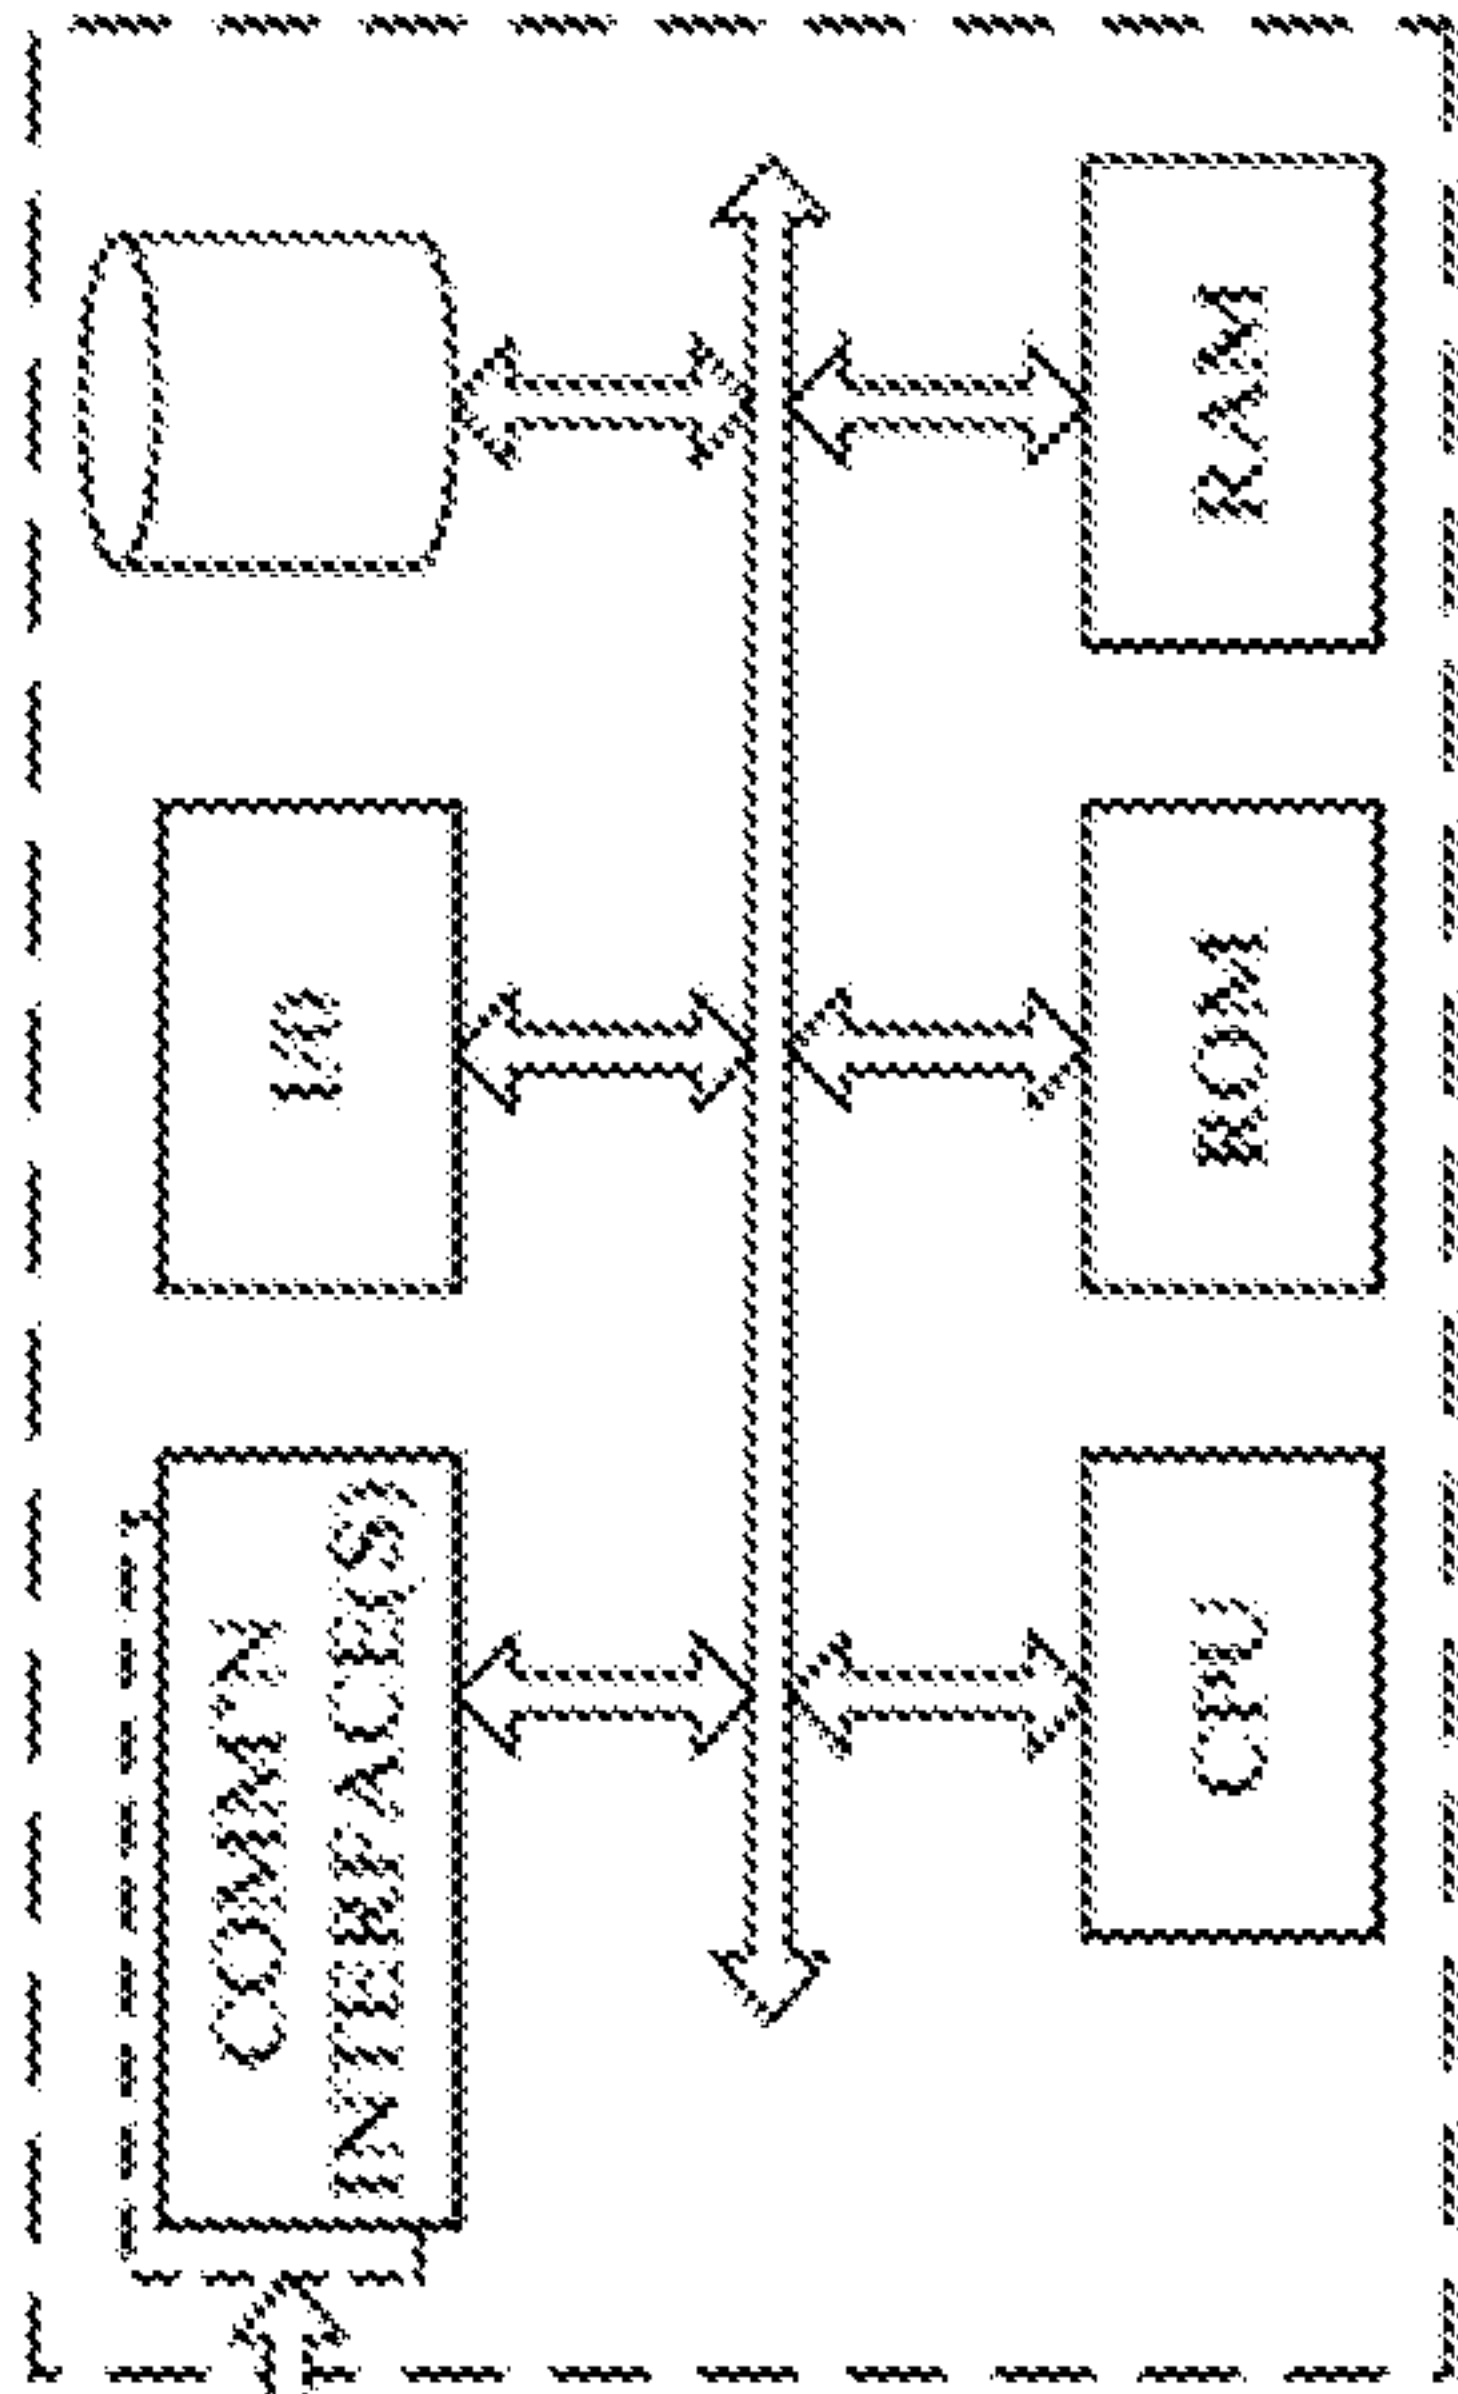 COMM'N
INTERFACE(S)
I/O
CPU
ROM
RAM